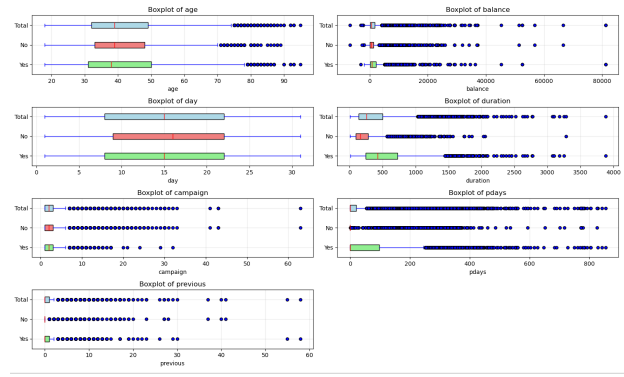 Boxplot of age
Total
No
Yes
20 30 40 50 60 70 80 90
age
Boxplot of balance
Total
No
Yes
0 20000 40000 60000 80000
balance
Boxplot of day
Total
No
Yes
0 5 10 15 20 25 30
day
Boxplot of duration
Total
No
Yes
0 500 1000 1500 2000 2500 3000 3500 4000
duration
Boxplot of campaign
Total
No
Yes
0 10 20 30 40 50 60
campaign
Boxplot of pdays
Total
No
Yes
0 200 400 600 800
pdays
Boxplot of previous
Total
No
Yes
0 10 20 30 40 50 60
previous